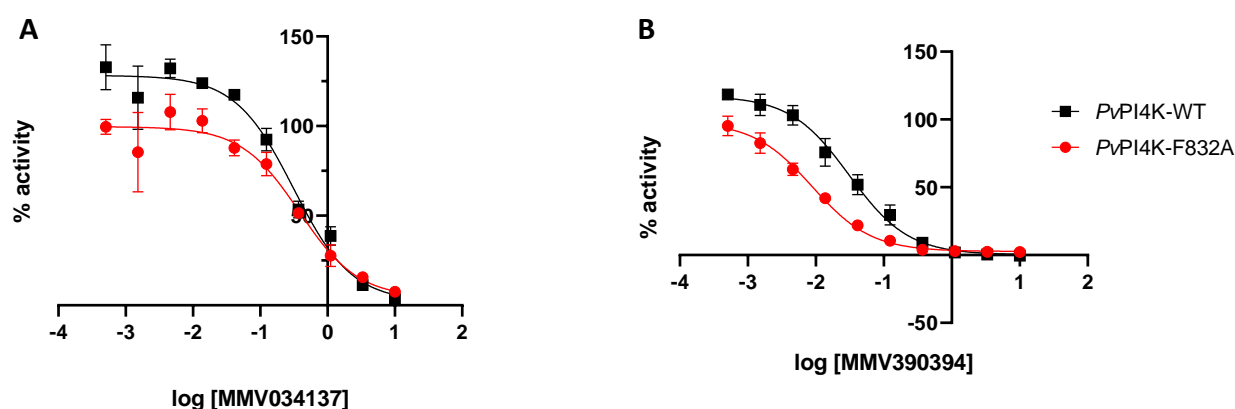 A
150
100
50
% activity
-4 -3 -2 -1 0 1 2
log [MMV034137]
B
150
100
50
-50
% activity
-4 -3 -2 -1 0 1 2
log [MMV390394]
PvPI4K-WT
PvPI4K-F832A